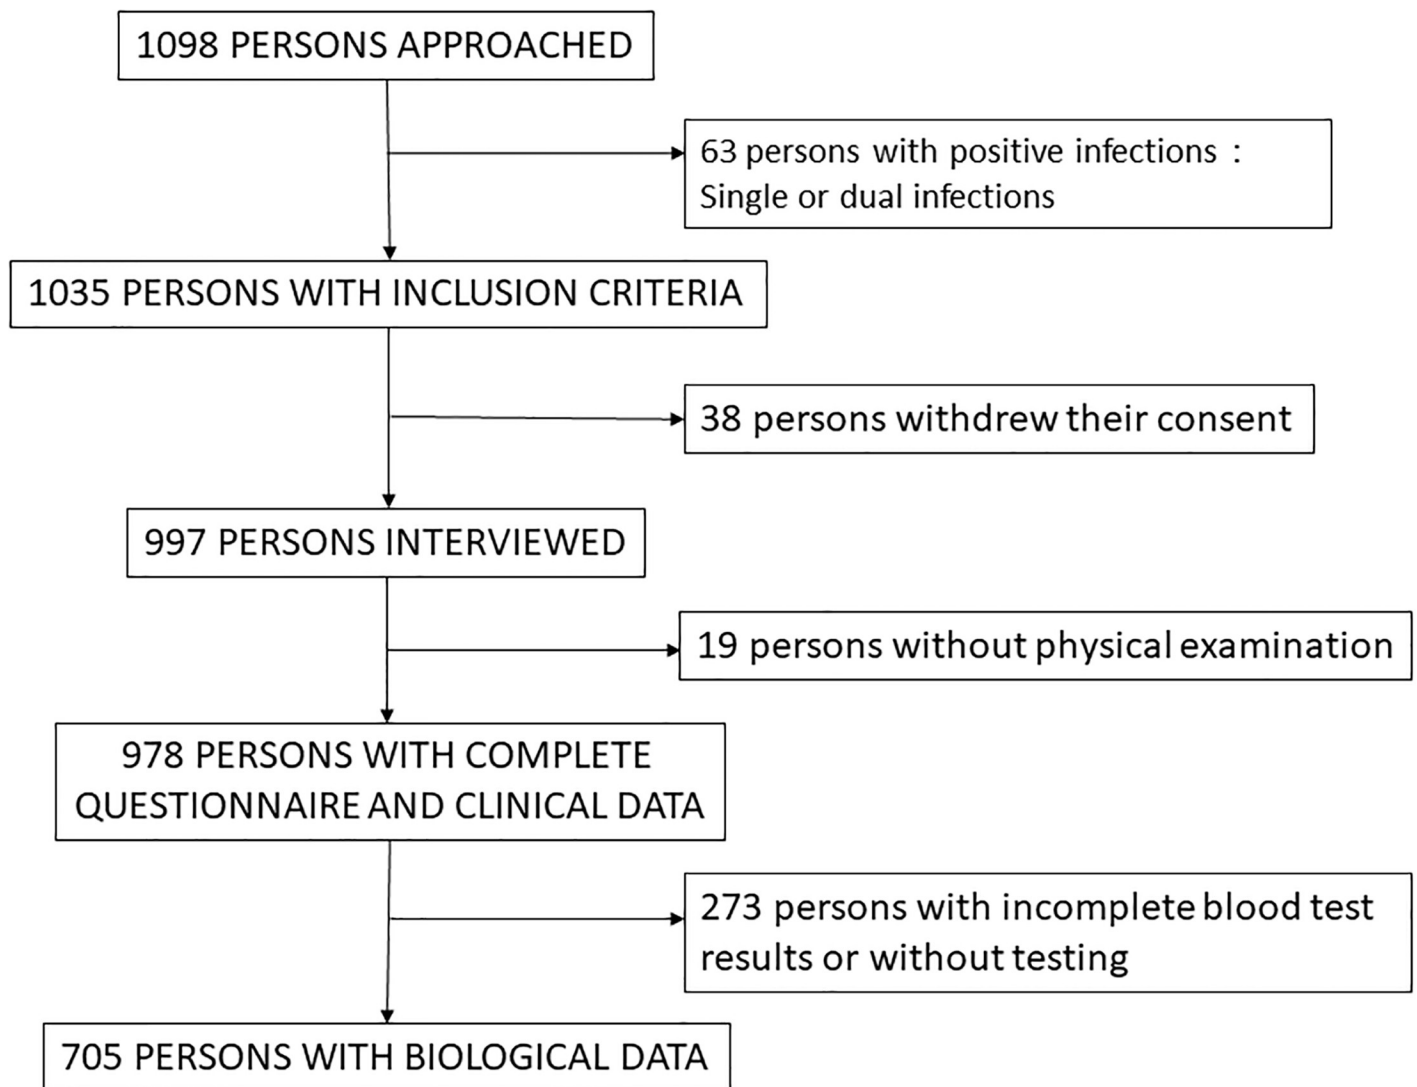 1098 PERSONS APPROACHED
63 persons with positive infections :
Single or dual infections
1035 PERSONS WITH INCLUSION CRITERIA
38 persons withdrew their consent
997 PERSONS INTERVIEWED
19 persons without physical examination
978 PERSONS WITH COMPLETE
QUESTIONNAIRE AND CLINICAL DATA
273 persons with incomplete blood test
results or without testing
705 PERSONS WITH BIOLOGICAL DATA